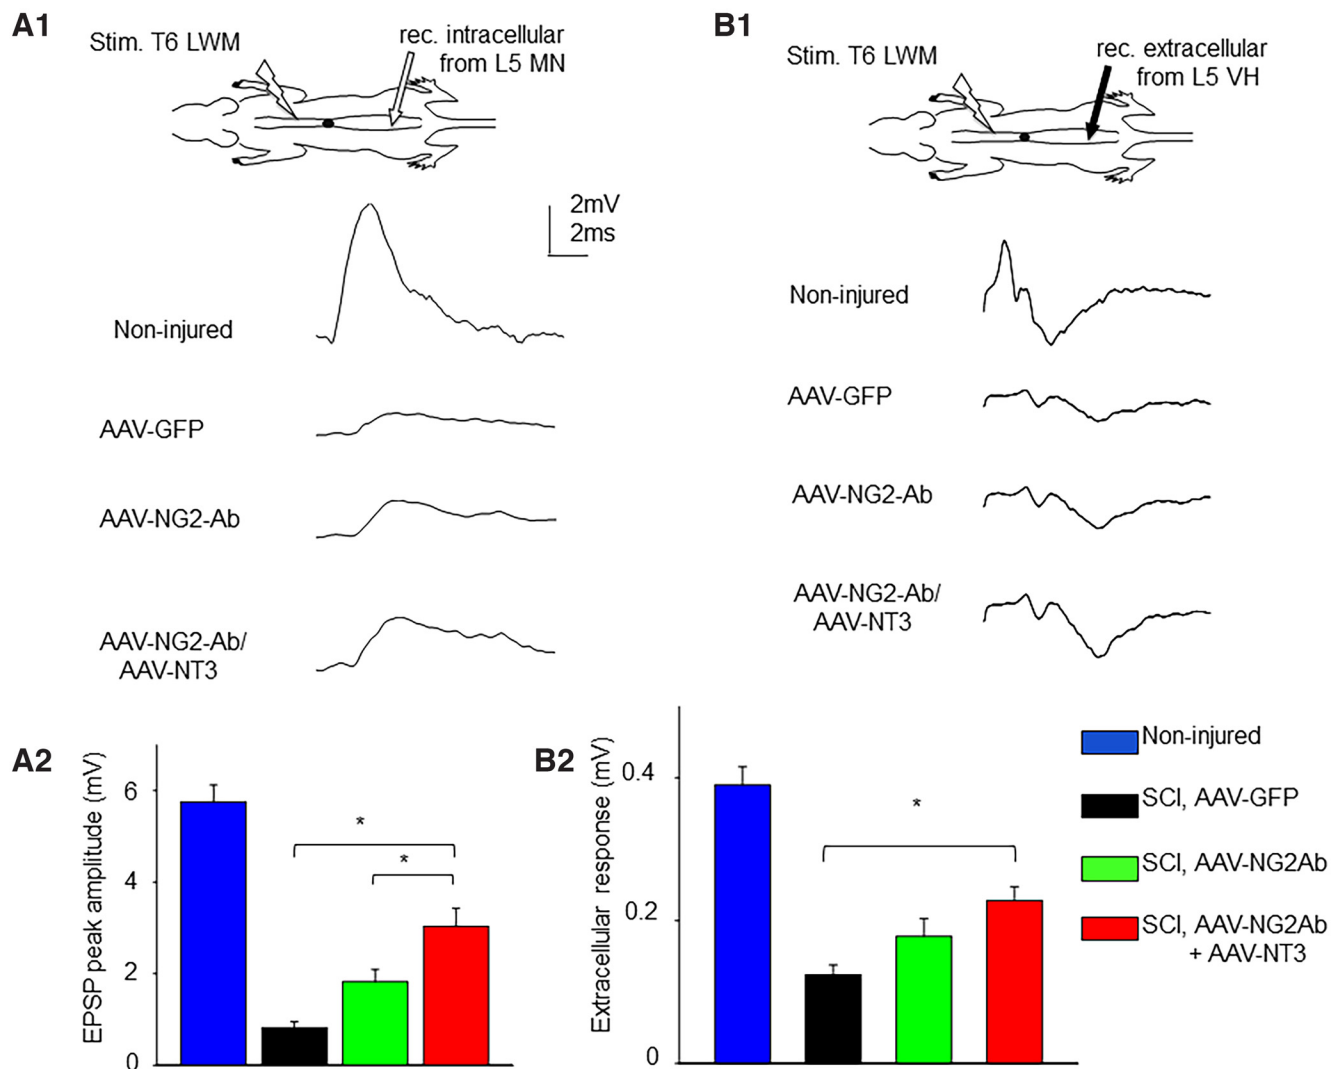 A1
Stim. T6 LWM
rec. intracellular
from L5 MN
2mV
2ms
Non-injured
AAV-GFP
AAV-NG2-Ab
AAV-NG2-Ab/
AAV-NT3
B1
Stim. T6 LWM
rec. extracellular
from L5 VH
Non-injured
AAV-GFP
AAV-NG2-Ab
AAV-NG2-Ab/
AAV-NT3
A2
EPSP peak amplitude (mV)
6
4
2
0
*
*
B2
Extracellular response (mV)
0.4
0.2
0
*
Non-injured
SCI, AAV-GFP
SCI, AAV-NG2Ab
SCI, AAV-NG2Ab
+ AAV-NT3